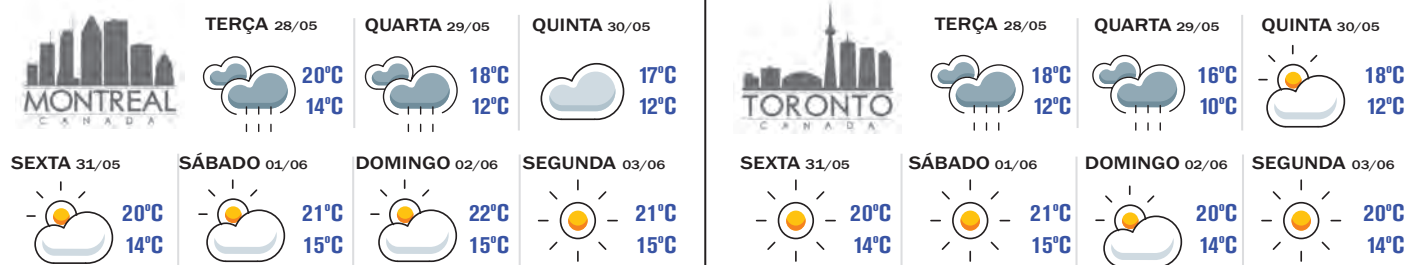 MONTREAL
CANADA
TERÇA 28/05
20ºC
14ºC
QUARTA 29/05
18ºC
12ºC
QUINTA 30/05
17ºC
12ºC
SEXTA 31/05
20ºC
14ºC
SÁBADO 01/06
21ºC
15ºC
DOMINGO 02/06
22ºC
15ºC
SEGUNDA 03/06
21ºC
15ºC
TORONTO
CANADA
TERÇA 28/05
18ºC
12ºC
QUARTA 29/05
16ºC
10ºC
QUINTA 30/05
18ºC
12ºC
SEXTA 31/05
20ºC
14ºC
SÁBADO 01/06
21ºC
15ºC
DOMINGO 02/06
20ºC
14ºC
SEGUNDA 03/06
20ºC
14ºC